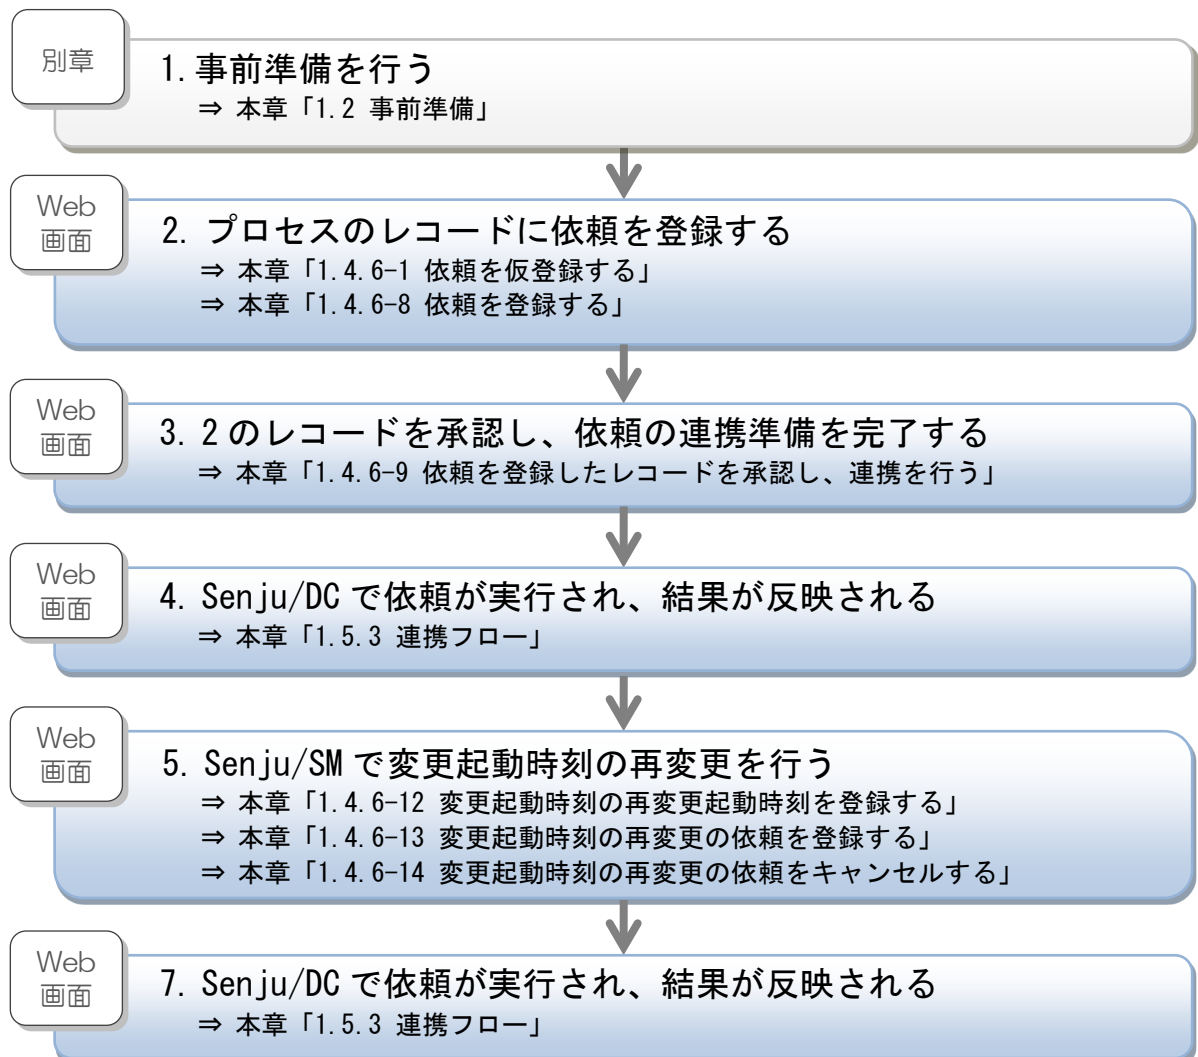 別章
1.事前準備を行う
⇒ 本章「1.2 事前準備」
Web
画面
2. プロセスのレコードに依頼を登録する
⇒ 本章「1.4.6-1 依頼を仮登録する」
⇒ 本章「1.4.6-8 依頼を登録する」
Web
画面
3. 2のレコードを承認し、依頼の連携準備を完了する
⇒ 本章「1.4.6-9 依頼を登録したレコードを承認し、連携を行う」
Web
画面
4. Senju/DCで依頼が実行され、結果が反映される
⇒ 本章「1.5.3 連携フロー」
Web
画面
5. Senju/SMで変更起動時刻の再変更を行う
⇒ 本章「1.4.6-12 変更起動時刻の再変更起動時刻を登録する」
⇒ 本章「1.4.6-13 変更起動時刻の再変更の依頼を登録する」
⇒ 本章「1.4.6-14 変更起動時刻の再変更の依頼をキャンセルする」
Web
画面
7. Senju/DCで依頼が実行され、結果が反映される
⇒ 本章「1.5.3 連携フロー」